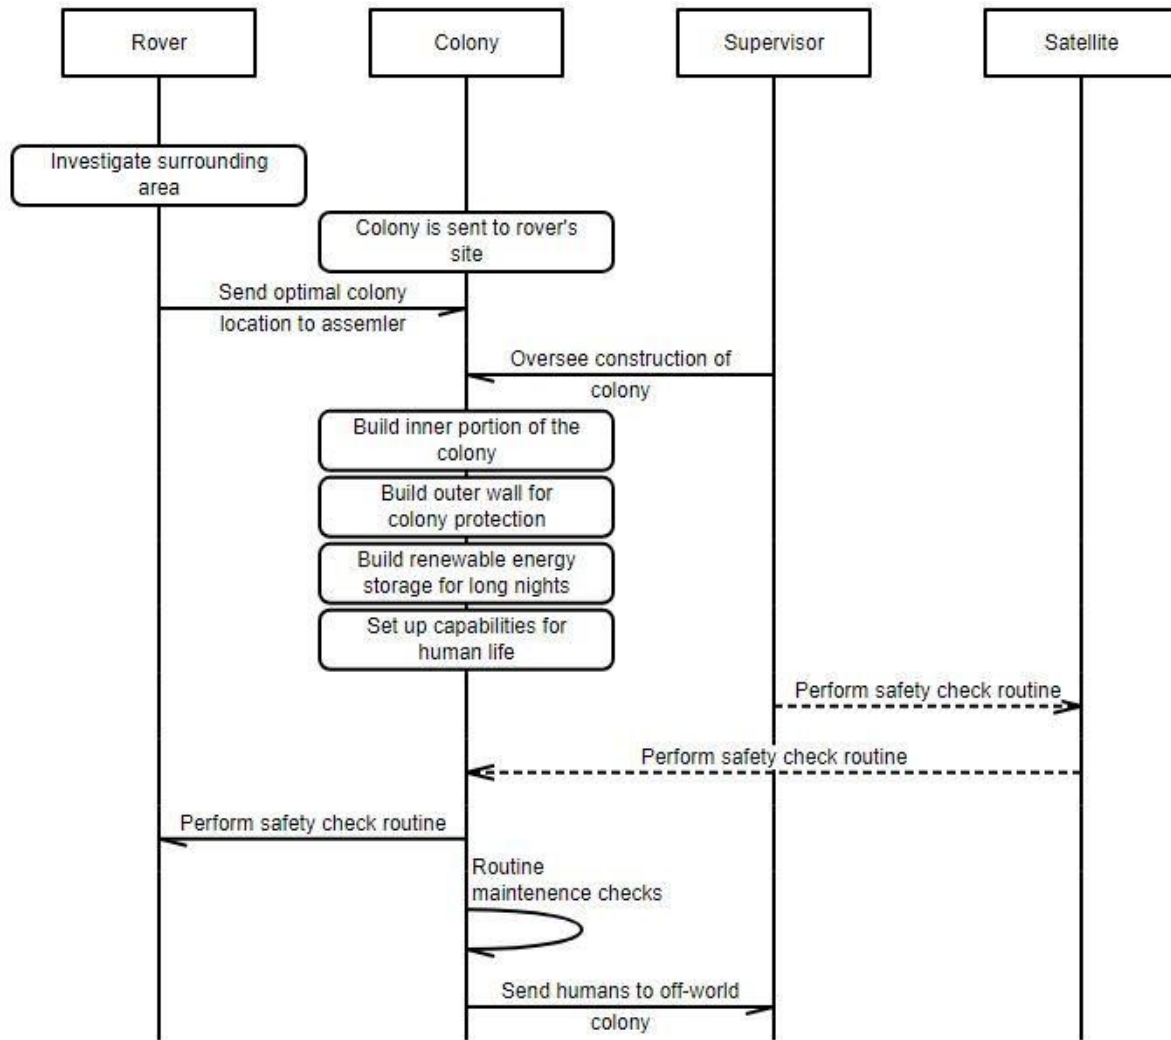 Rover
Colony
Supervisor
Satellite
Investigate surrounding
area
Colony is sent to rover's
site
Send optimal colony
location to assemler
Oversee construction of
colony
Build inner portion of the
colony
Build outer wall for
colony protection
Build renewable energy
storage for long nights
Set up capabilities for
human life
Perform safety check routine
Perform safety check routine
Perform safety check routine
Routine
maintenence checks
Send humans to off-world
colony